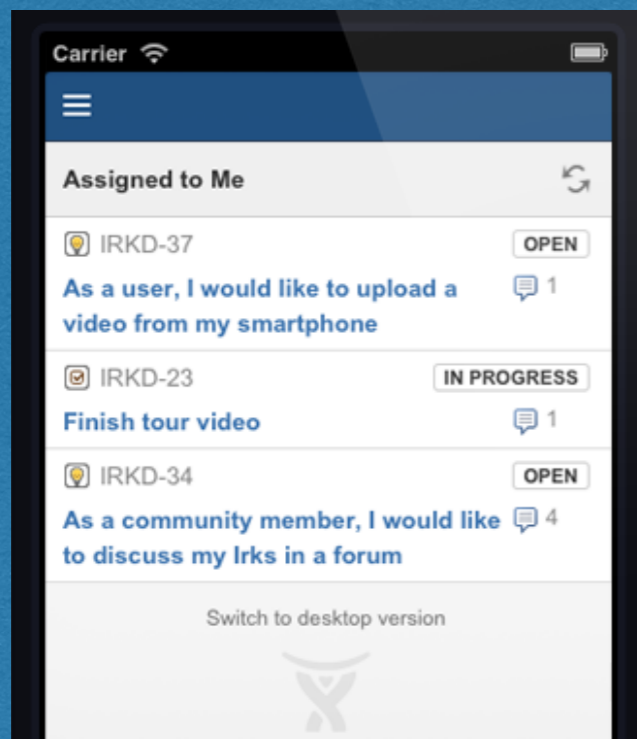 Carrier
Assigned to Me
IRKD-37 OPEN
As a user, I would like to upload a 1
video from my smartphone
IRKD-23 IN PROGRESS
Finish tour video 1
IRKD-34 OPEN
As a community member, I would like 4
to discuss my Irks in a forum
Switch to desktop version